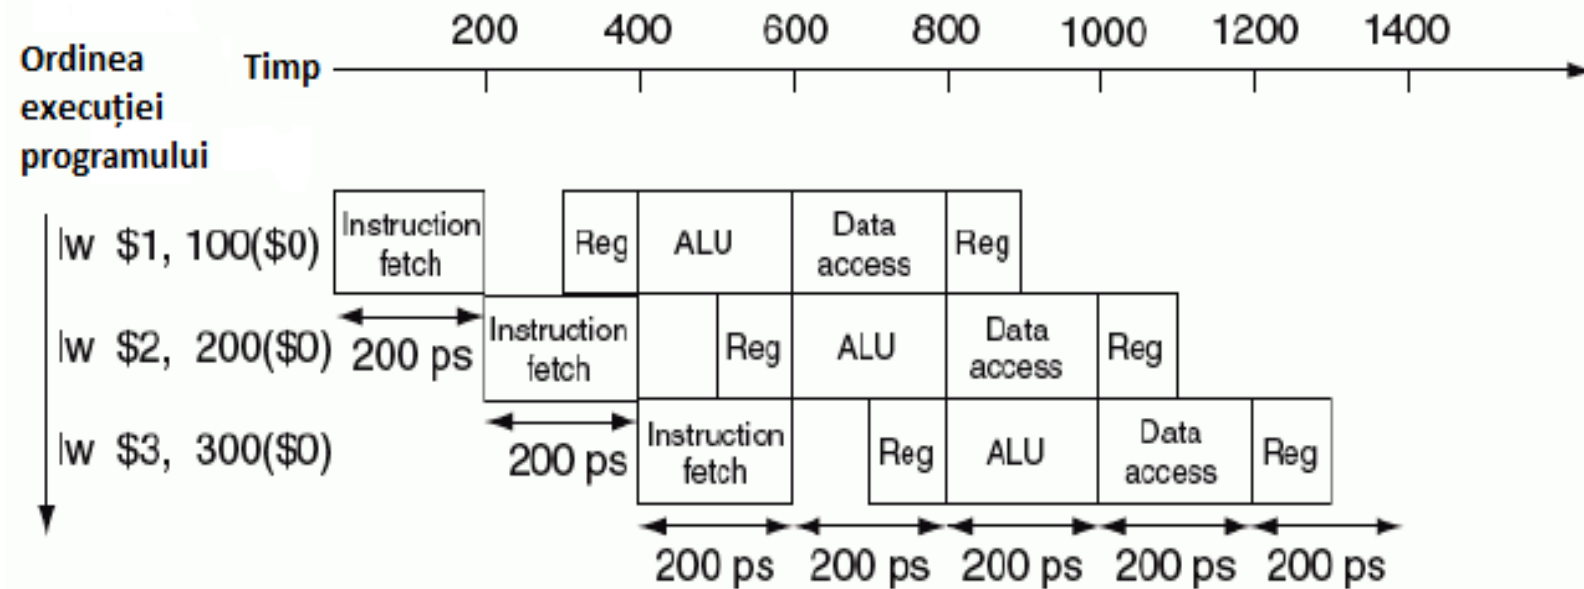 200 400 600 800 1000 1200 1400
Ordinea
execuției
programului
Timp
lw $1, 100($0)
Instruction
fetch
Reg
ALU
Data
access
Reg
200 ps
lw $2, 200($0)
Instruction
fetch
Reg
ALU
Data
access
Reg
200 ps
lw $3, 300($0)
Instruction
fetch
Reg
ALU
Data
access
Reg
200 ps 200 ps 200 ps 200 ps 200 ps